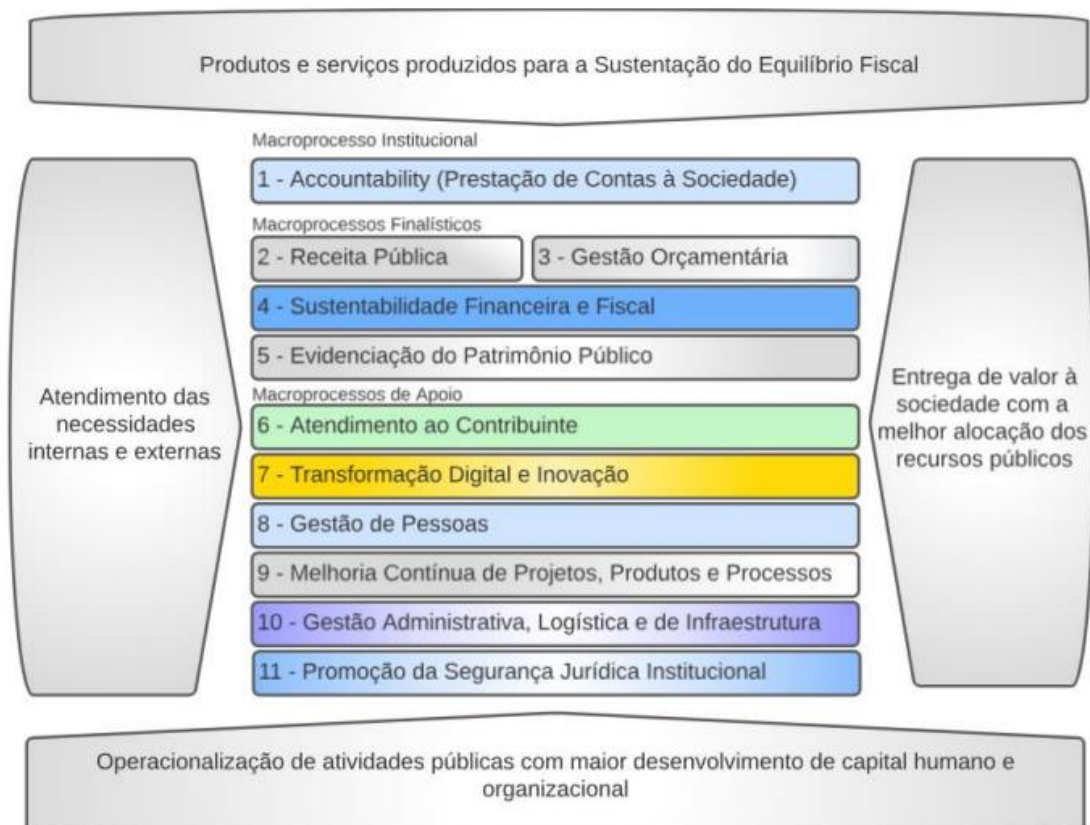 Produtos e serviços produzidos para a Sustentação do Equilíbrio Fiscal
Macroprocesso Institucional
1 - Accountability (Prestação de Contas à Sociedade)
Macroprocessos Finalísticos
2 - Receita Pública
3 - Gestão Orçamentária
4 - Sustentabilidade Financeira e Fiscal
5 - Evidenciação do Patrimônio Público
Macroprocessos de Apoio
6 - Atendimento ao Contribuinte
7 - Transformação Digital e Inovação
8 - Gestão de Pessoas
9 - Melhoria Contínua de Projetos, Produtos e Processos
10 - Gestão Administrativa, Logística e de Infraestrutura
11 - Promoção da Segurança Jurídica Institucional
Atendimento das
necessidades
internas e externas
Entrega de valor à
sociedade com a
melhor alocação dos
recursos públicos
Operacionalização de atividades públicas com maior desenvolvimento de capital humano e
organizacional